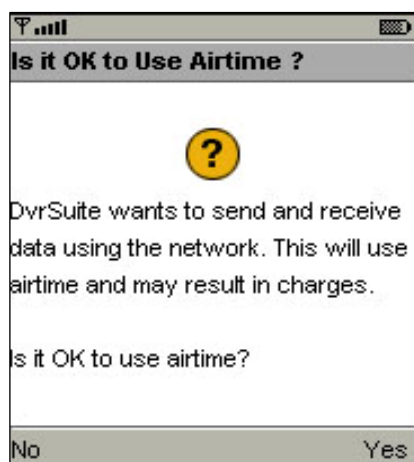 Is it OK to Use Airtime ?
?
DvrSuite wants to send and receive
data using the network. This will use
airtime and may result in charges.
Is it OK to use airtime?
No Yes